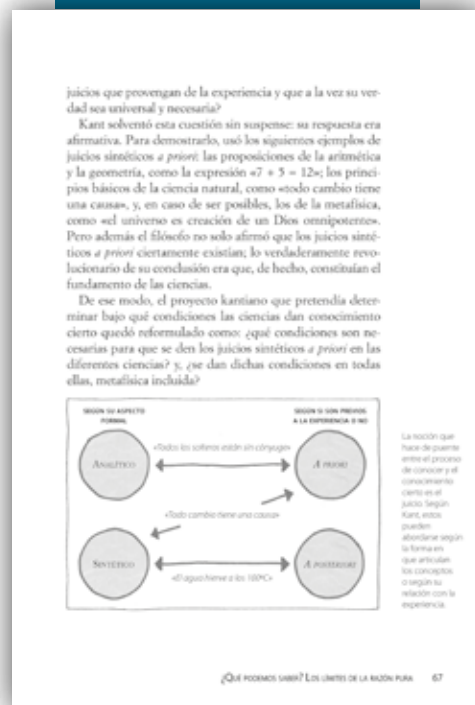 juicios que provengan de la experiencia y que a la vez su ver-
dad sea universal y necesaria?
Kant solventó esta cuestión sin suspense: su respuesta era
afirmativa. Para demostrarlo, usó los siguientes ejemplos de
juicios sintéticos a priori: las proposiciones de la aritmética
y la geometría, como la expresión «7 + 5 = 12»; los princi-
pios básicos de la ciencia natural, como «todo cambio tiene
una causa», y, en caso de ser posibles, los de la metafísica,
como «el universo es creación de un Dios omnipotente».
Pero además el filósofo no solo afirmó que los juicios sinté-
ticos a priori ciertamente existían; lo verdaderamente revo-
lucionario de su conclusión era que, de hecho, constituían el
fundamento de las ciencias.
De ese modo, el proyecto kantiano que pretendía deter-
minar bajo qué condiciones las ciencias dan conocimiento
cierto quedó reformulado como: ¿qué condiciones son ne-
cesarias para que se den los juicios sintéticos a priori en las
diferentes ciencias? y, ¿se dan dichas condiciones en todas
ellas, metafísica incluida?
SEGÚN SU ASPECTO
FORMAL
SEGÚN SI SON PREVIOS
A LA EXPERIENCIA O NO
ANALÍTICO
«Todos los solteros están sin cónyuge»
A PRIORI
«Todo cambio tiene una causa»
SINTÉTICO
«El agua hierve a los 100ºC»
A POSTERIORI
La noción que
hace de puente
entre el proceso
de conocer y el
conocimiento
cierto es el
juicio. Según
Kant, estos
pueden
abordarse según
la forma en
que articulan
los conceptos
o según su
relación con la
experiencia.
¿QUÉ PODEMOS SABER? LOS LÍMITES DE LA RAZÓN PURA 67